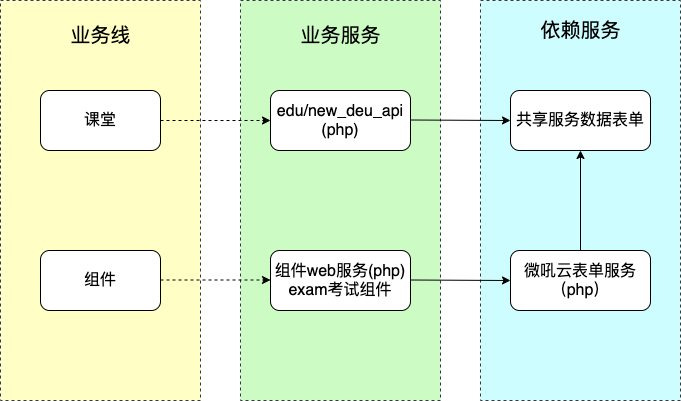 业务线
业务服务
依赖服务
课堂
edu/new_deu_api
(php)
共享服务数据表单
组件
组件web服务(php)
exam考试组件
微吼云表单服务
(php)